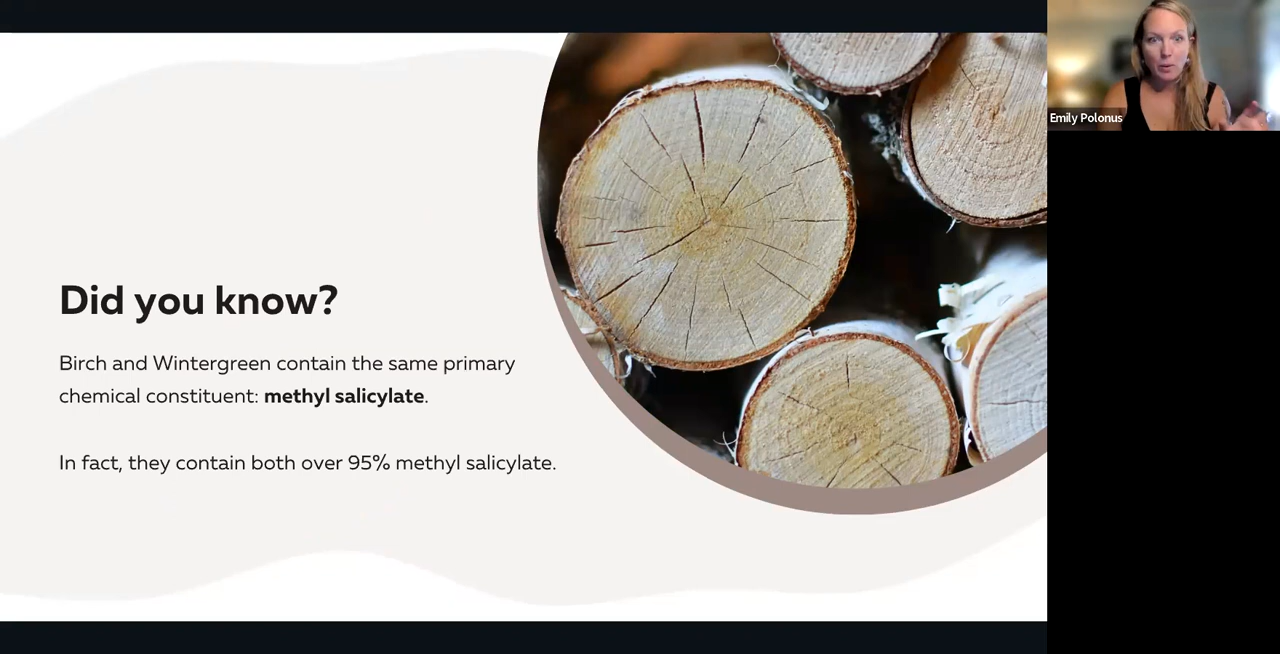 Did you know?
Birch and Wintergreen contain the same primary
chemical constituent: methyl salicylate.
In fact, they contain both over 95% methyl salicylate.
Emily Polonus